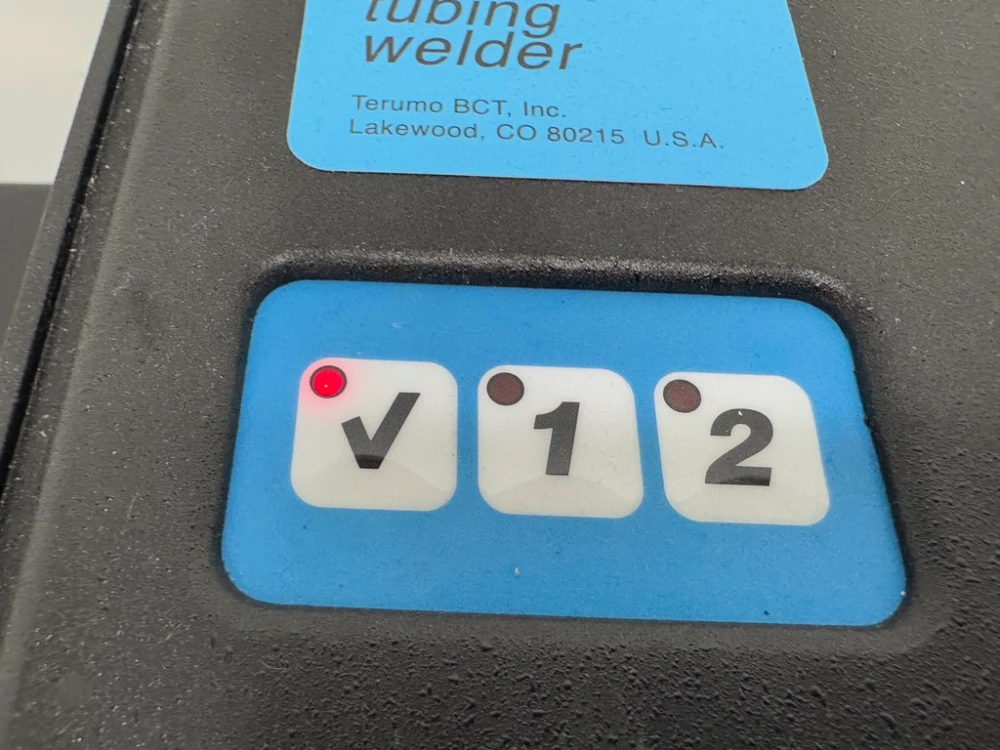 tubing
welder
Terumo BCT, Inc.
Lakewood, CO 80215 U.S.A.
✓ 1 2